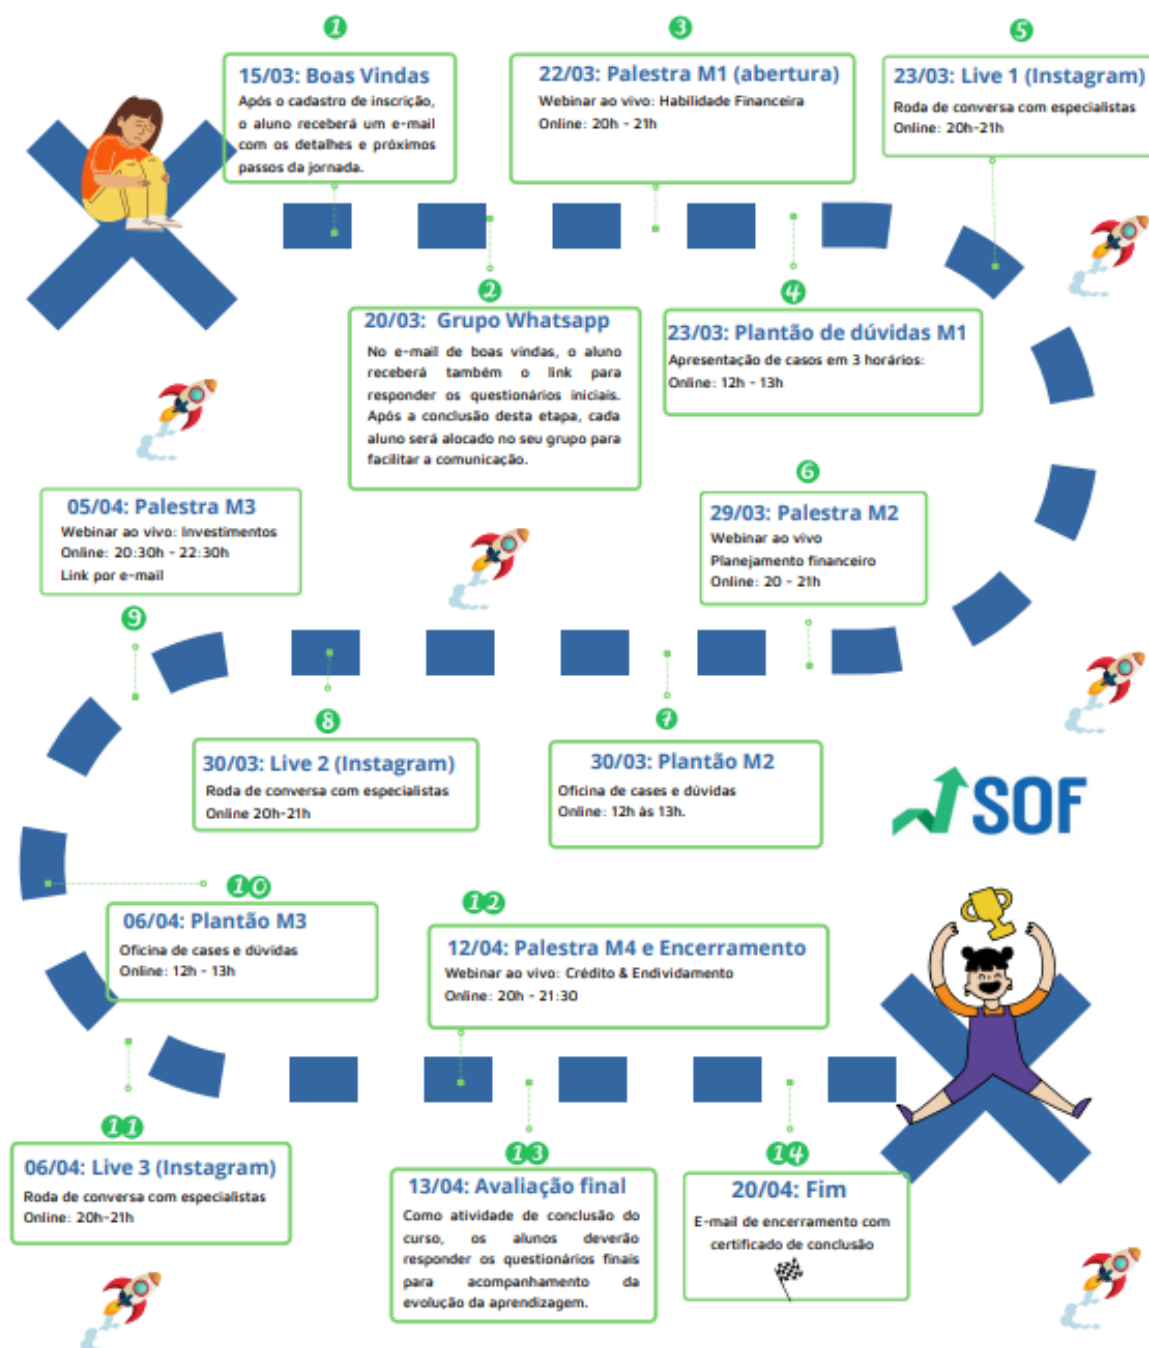 1
15/03: Boas Vindas
Após o cadastro de inscrição,
o aluno receberá um e-mail
com os detalhes e próximos
passos da jornada.
3
22/03: Palestra M1 (abertura)
Webinar ao vivo: Habilidade Financeira
Online: 20h - 21h
5
23/03: Live 1 (Instagram)
Roda de conversa com especialistas
Online: 20h-21h
2
20/03: Grupo Whatsapp
No e-mail de boas vindas, o aluno
receberá também o link para
responder os questionários iniciais.
Após a conclusão desta etapa, cada
aluno será alocado no seu grupo para
facilitar a comunicação.
4
23/03: Plantão de dúvidas M1
Apresentação de casos em 3 horários:
Online: 12h - 13h
6
29/03: Palestra M2
Webinar ao vivo
Planejamento financeiro
Online: 20 - 21h
05/04: Palestra M3
Webinar ao vivo: Investimentos
Online: 20:30h - 22:30h
Link por e-mail
9
8
30/03: Live 2 (Instagram)
Roda de conversa com especialistas
Online 20h-21h
7
30/03: Plantão M2
Oficina de cases e dúvidas
Online: 12h às 13h.
SOF
10
06/04: Plantão M3
Oficina de cases e dúvidas
Online: 12h - 13h
12
12/04: Palestra M4 e Encerramento
Webinar ao vivo: Crédito & Endividamento
Online: 20h - 21:30
11
06/04: Live 3 (Instagram)
Roda de conversa com especialistas
Online: 20h-21h
13
13/04: Avaliação final
Como atividade de conclusão do
curso, os alunos deverão
responder os questionários finais
para acompanhamento da
evolução da aprendizagem.
14
20/04: Fim
E-mail de encerramento com
certificado de conclusão